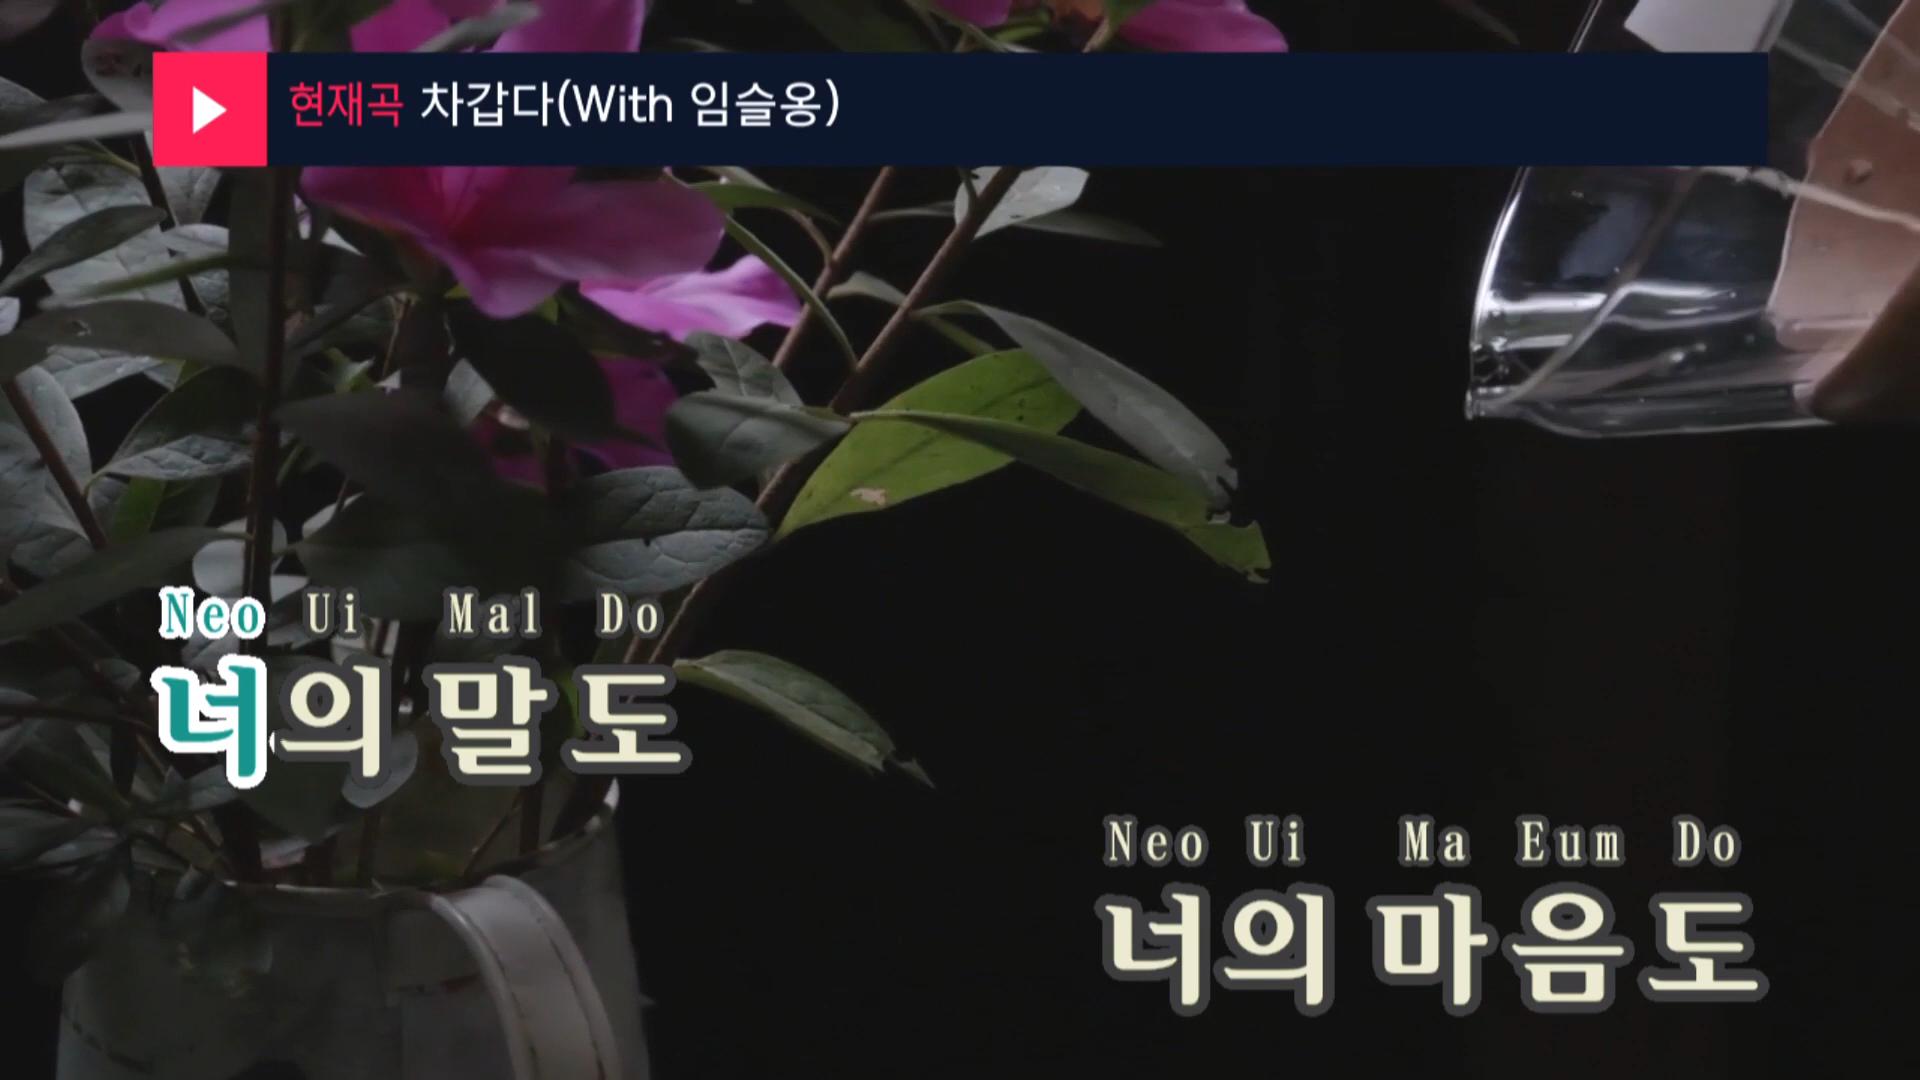 현재곡 차갑다(With 임슬옹)
Neo Ui Mal Do
너의 말도
Neo Ui Ma Eum Do
너의 마음도